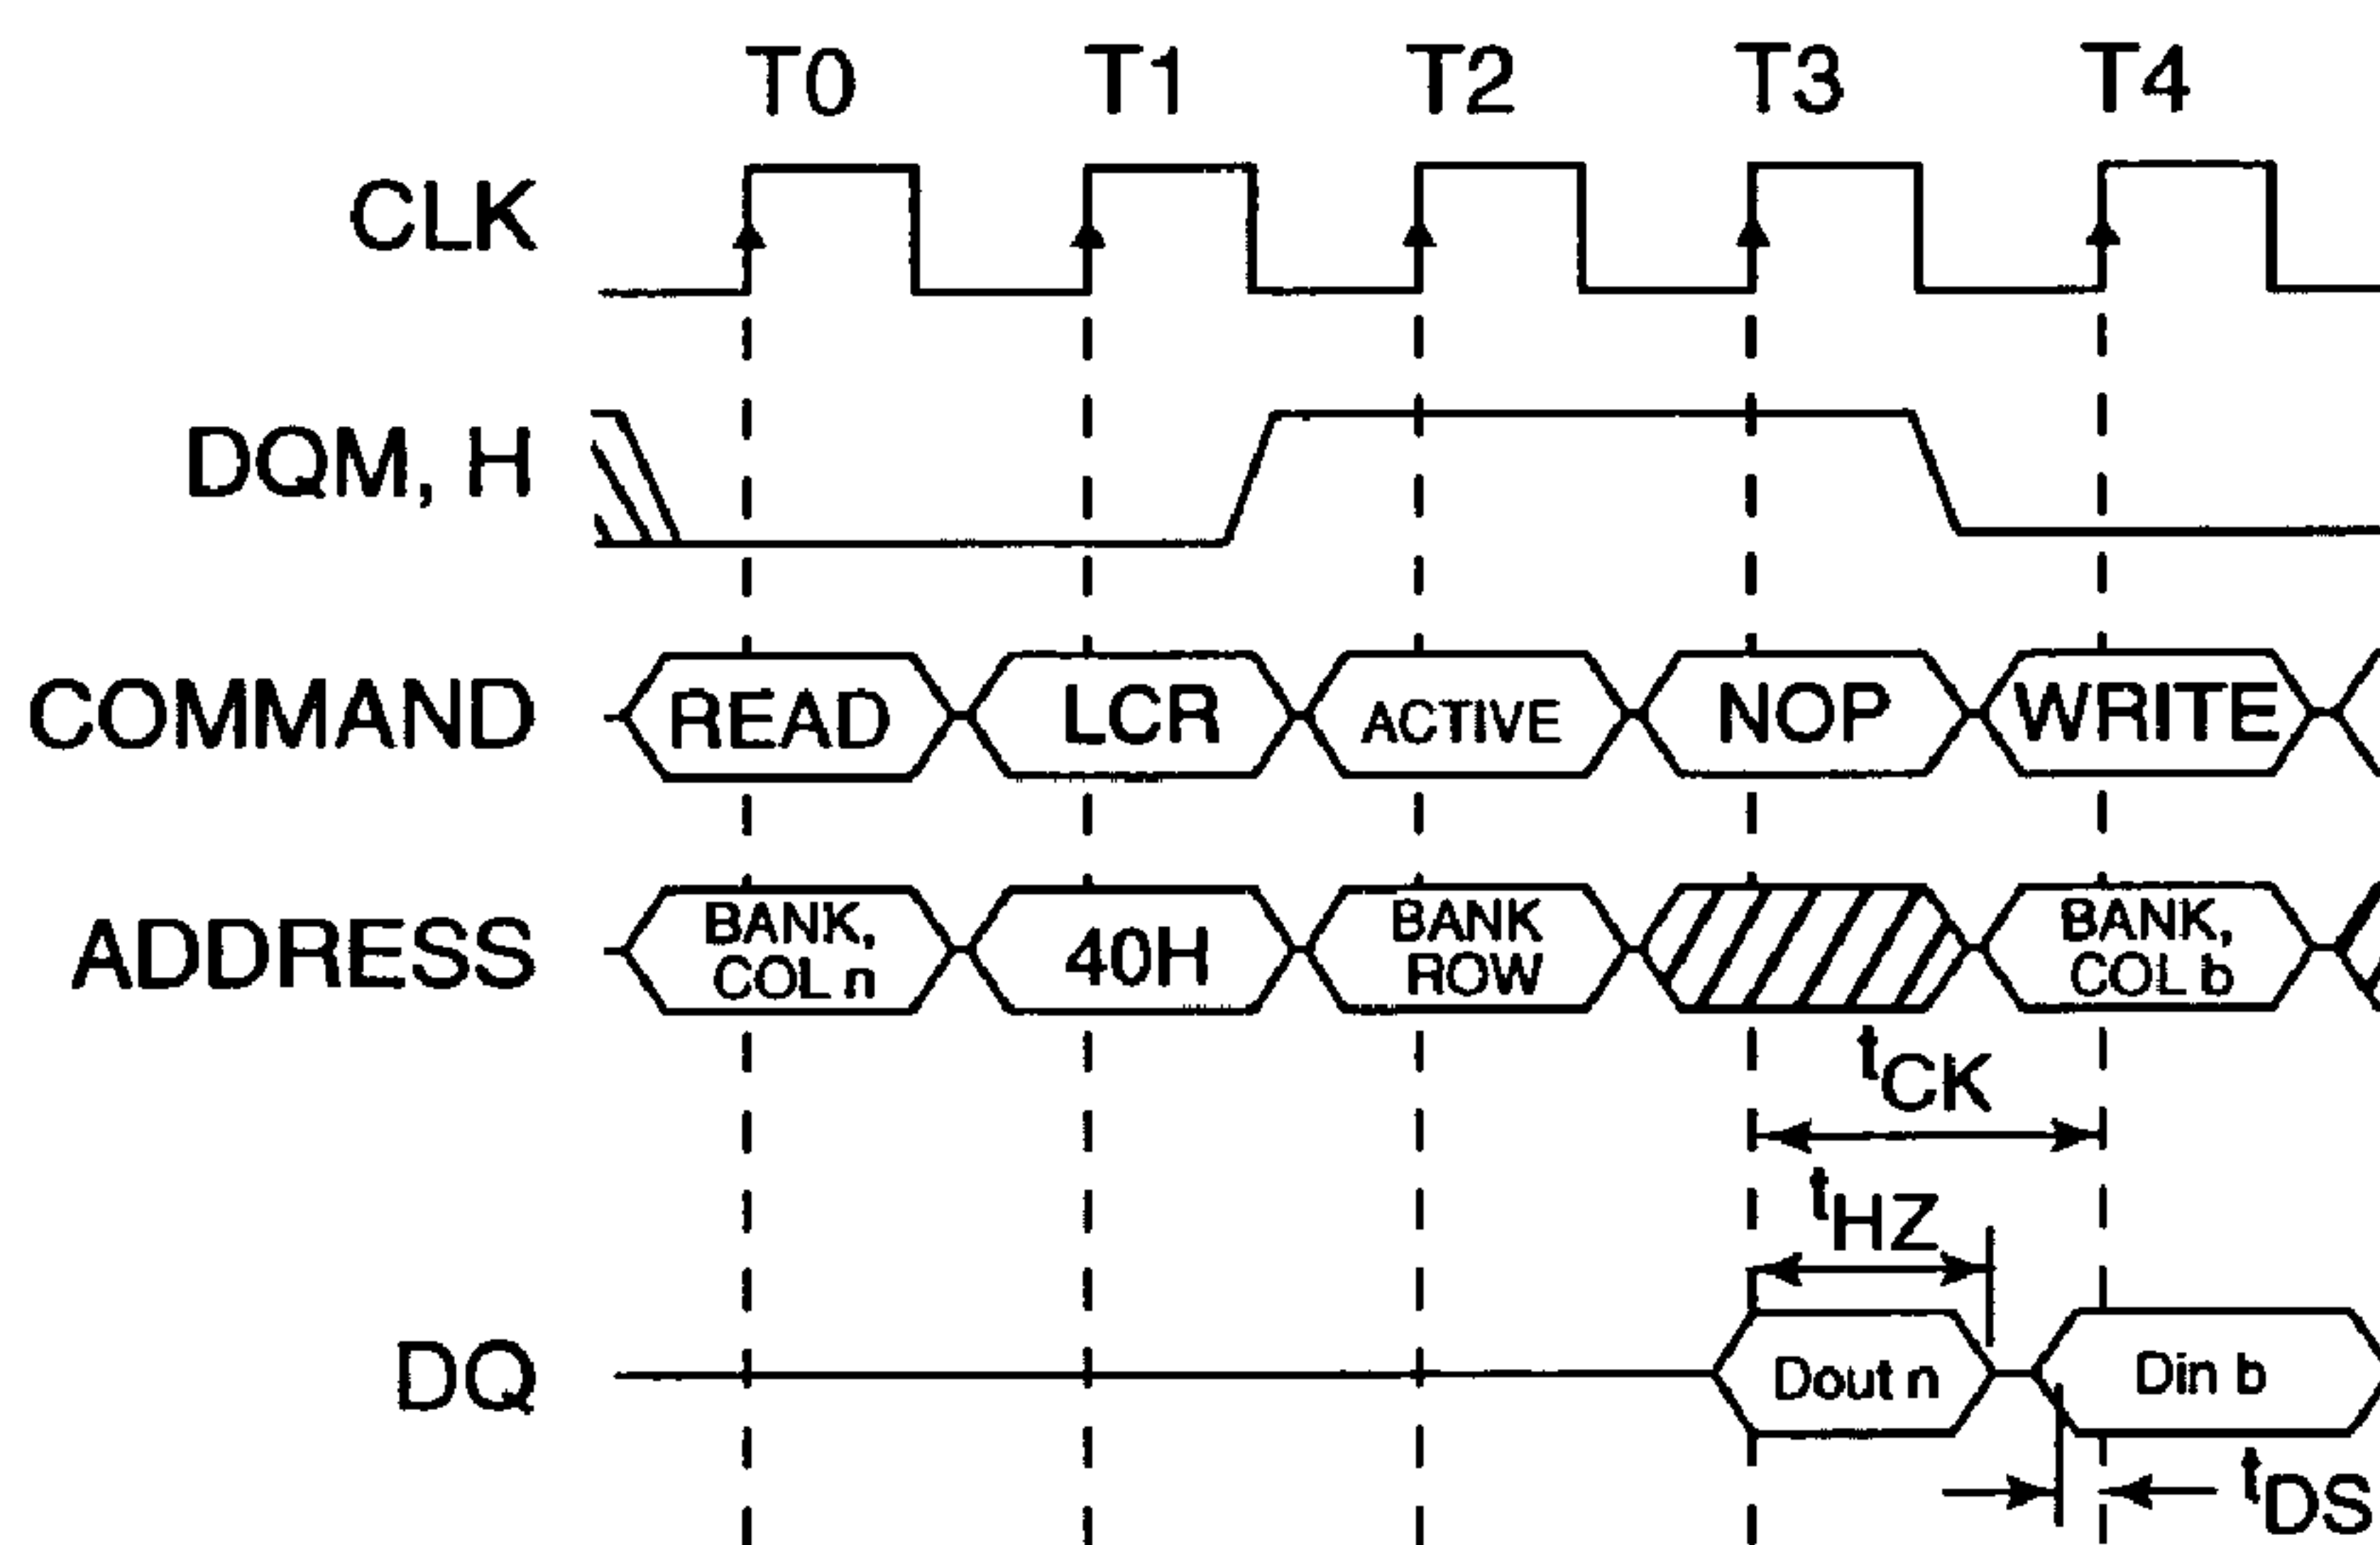 T0 T1 T2 T3 T4
CLK
DQM, H
COMMAND READ LCR ACTIVE NOP WRITE
ADDRESS BANK, COL n 40H BANK ROW BANK, COL b
tCK
tHZ
DQ Dout n Din b
tDS